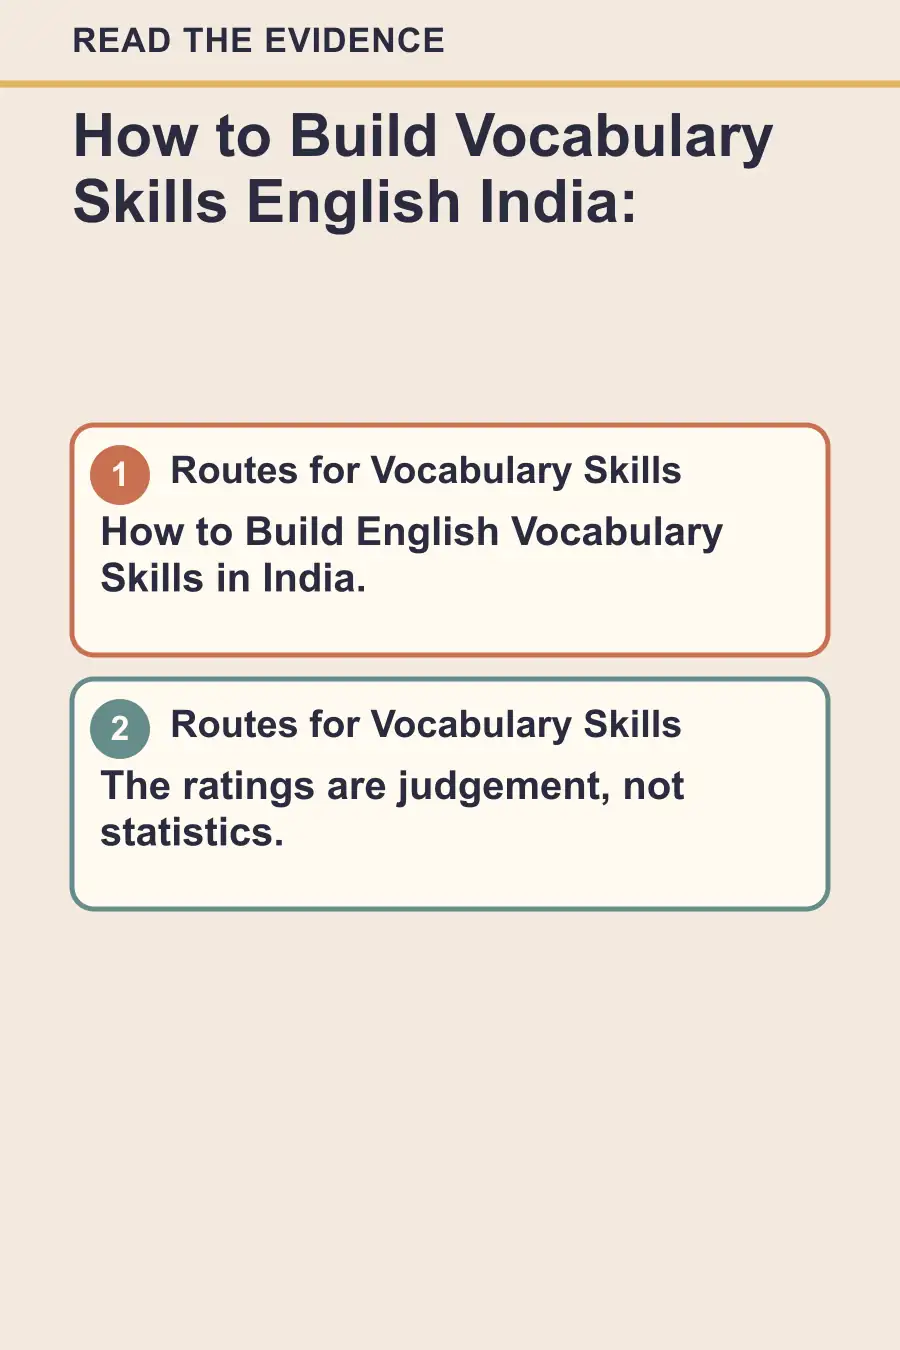 READ THE EVIDENCE
How to Build Vocabulary
Skills English India:
1 Routes for Vocabulary Skills
How to Build English Vocabulary
Skills in India.
2 Routes for Vocabulary Skills
The ratings are judgement, not
statistics.